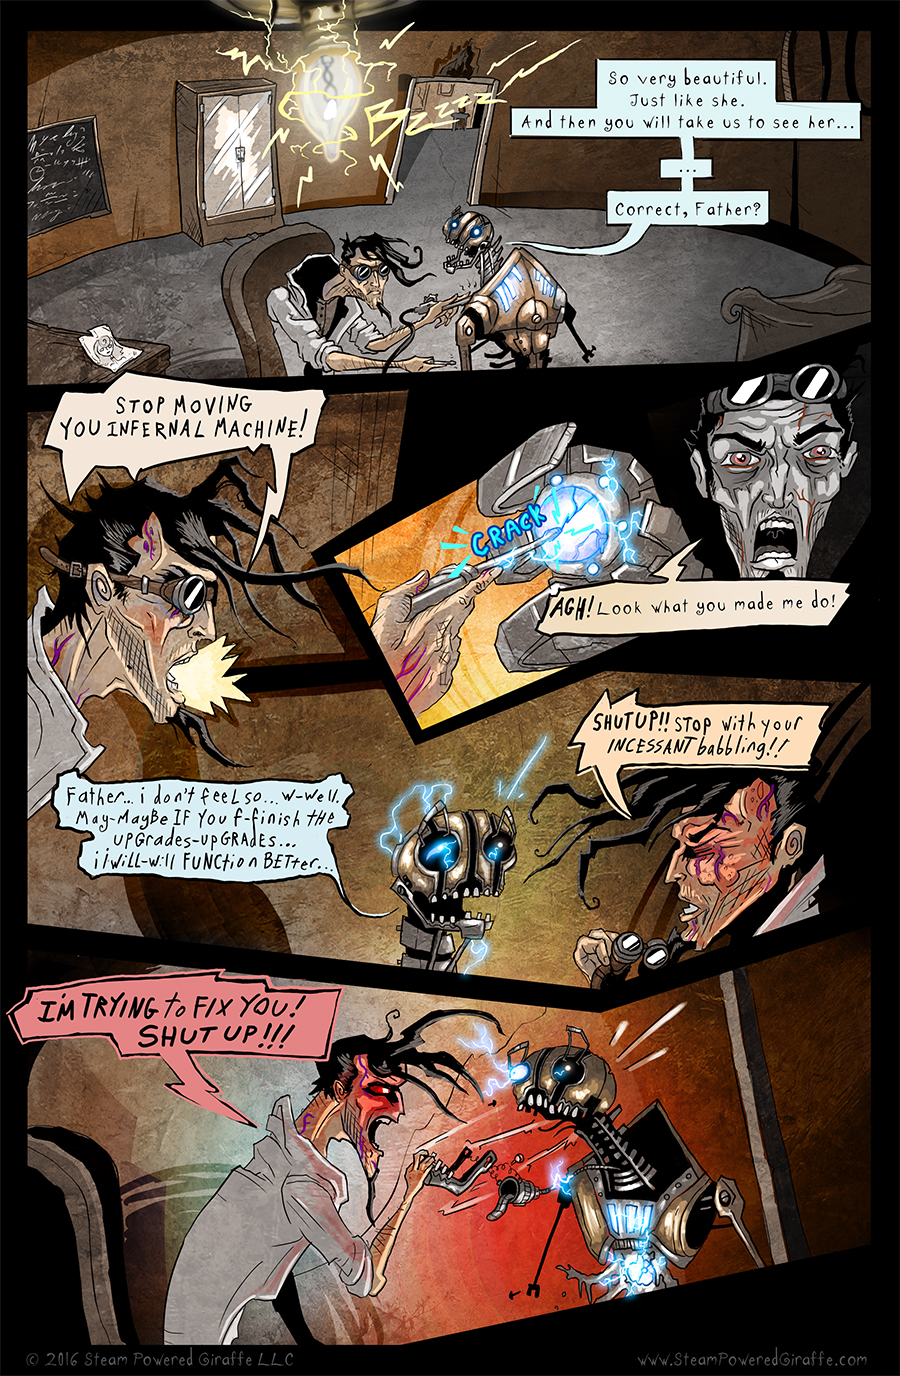 So very beautiful.
Just like she.
And then you will take us to see her...
...
Correct, Father?
Bzzzzz
STOP MOVING
YOU INFERNAL MACHINE!
CRACK
AGH! Look what you made me do!
SHUT UP!! STOP with your
INCESSANT babbling!!
Father... i don't feeL so... w-well.
May-MayBe IF You f-finish the
upGrades-upGRAdes...
i/will-will FUNCtion BETter...
I'M TRYING to FIX YOU!
SHUT UP!!!
© 2016 Steam Powered Giraffe LLC
www.SteamPoweredGiraffe.com